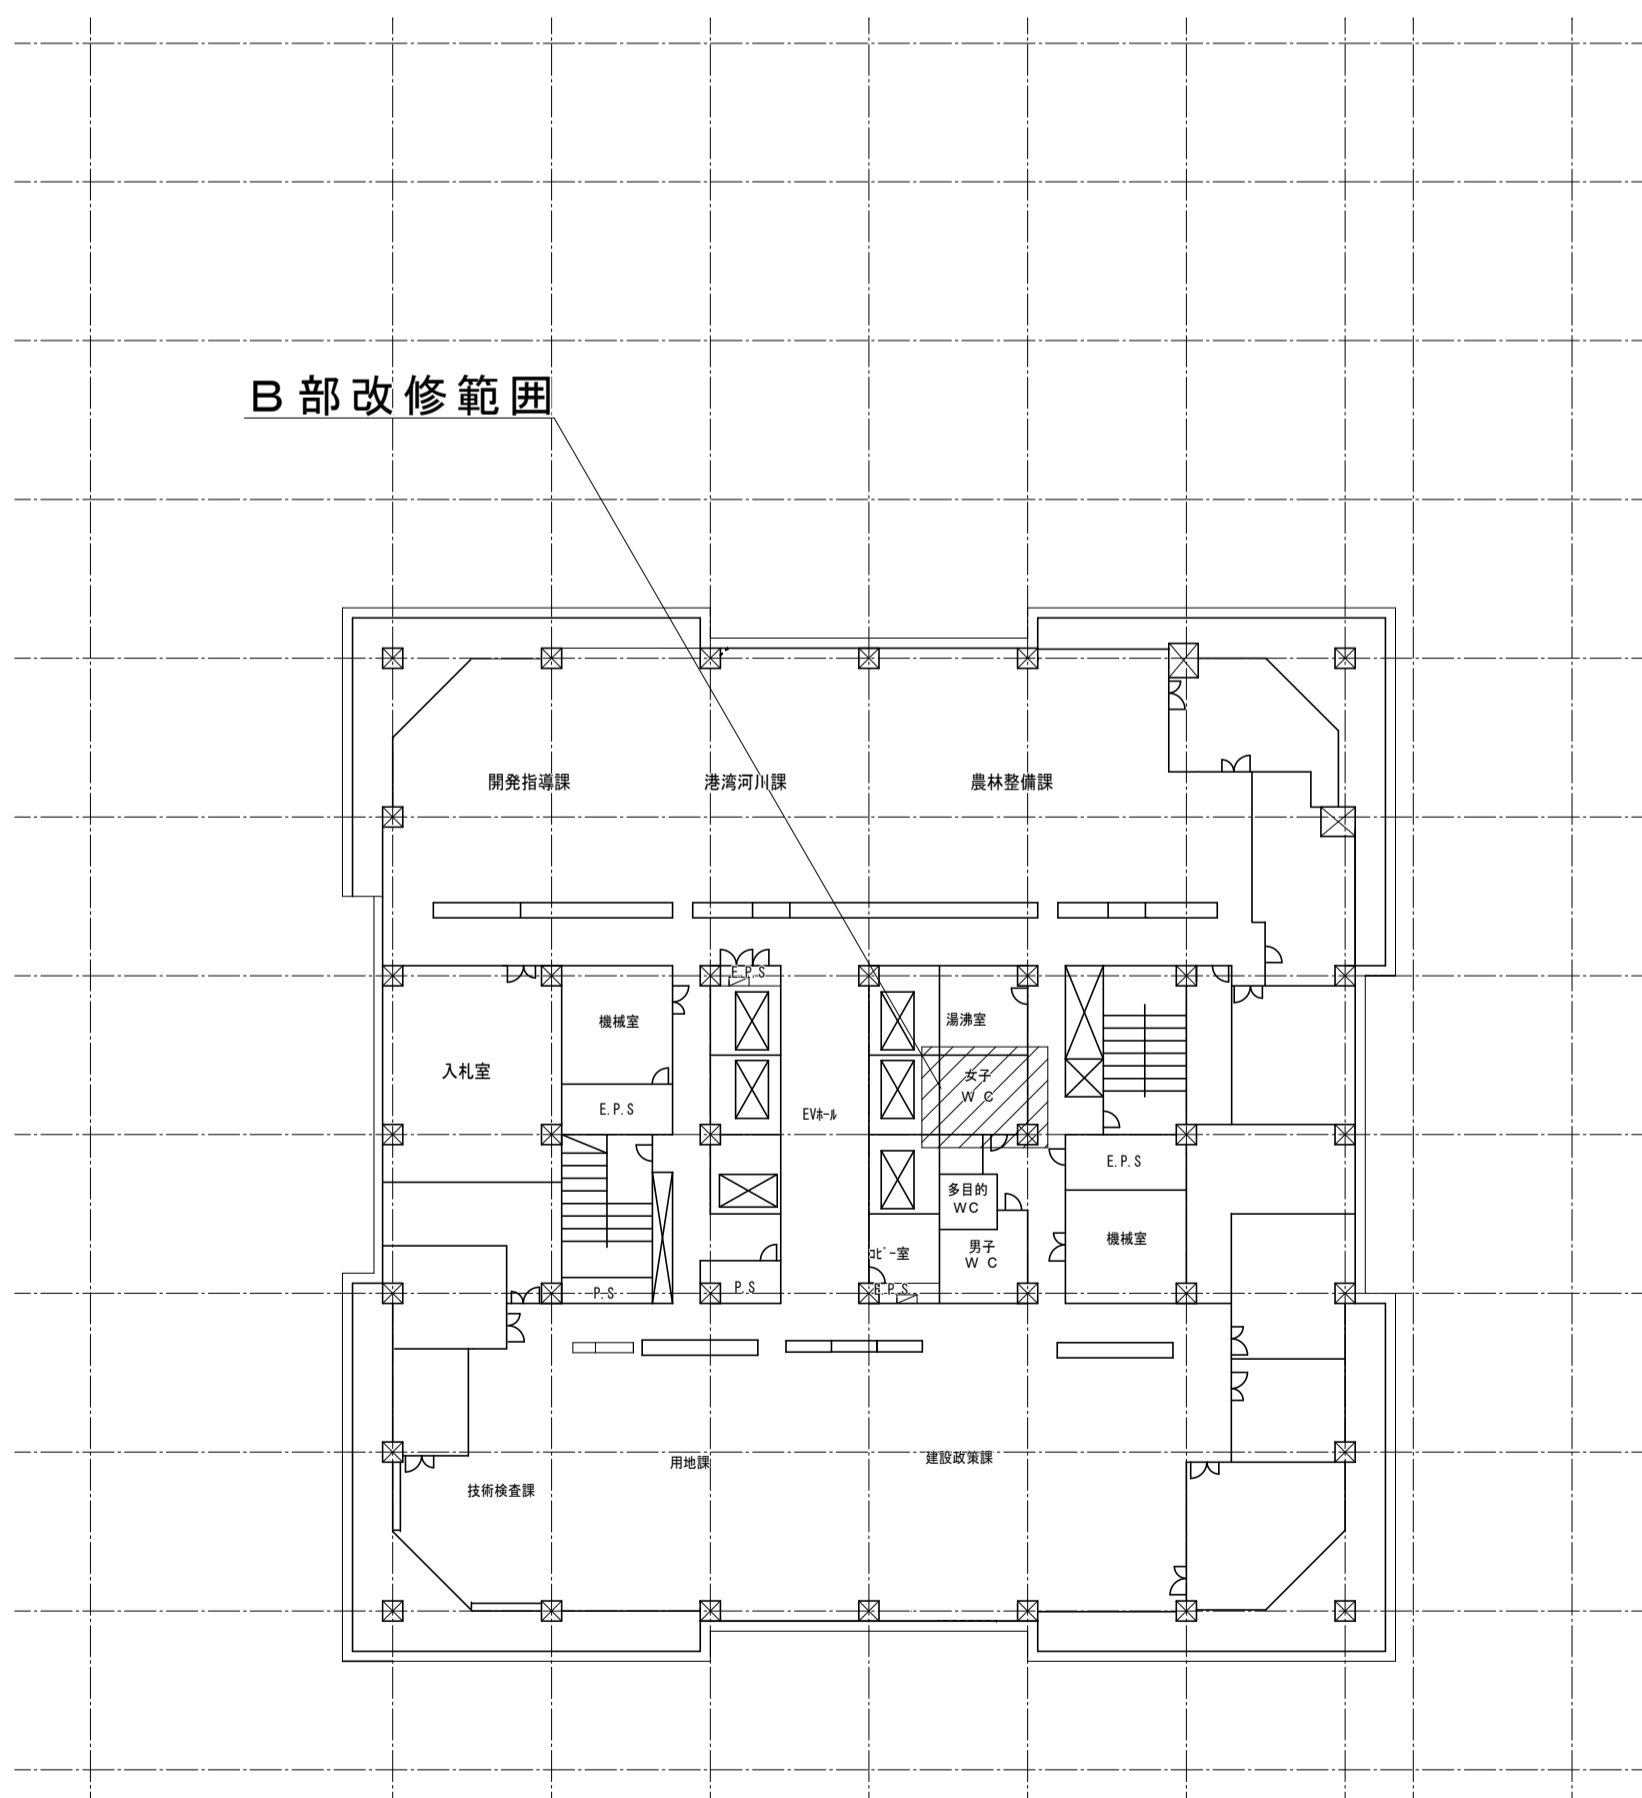 B部改修範囲
開発指導課
港湾河川課
農林整備課
E.P.S
機械室
湯沸室
入札室
女子
WC
E.P.S
EVﾎｰﾙ
E.P.S
多目的
WC
機械室
ｺﾋﾟｰ室
男子
WC
P.S
P.S
E.P.S
建設政策課
用地課
技術検査課